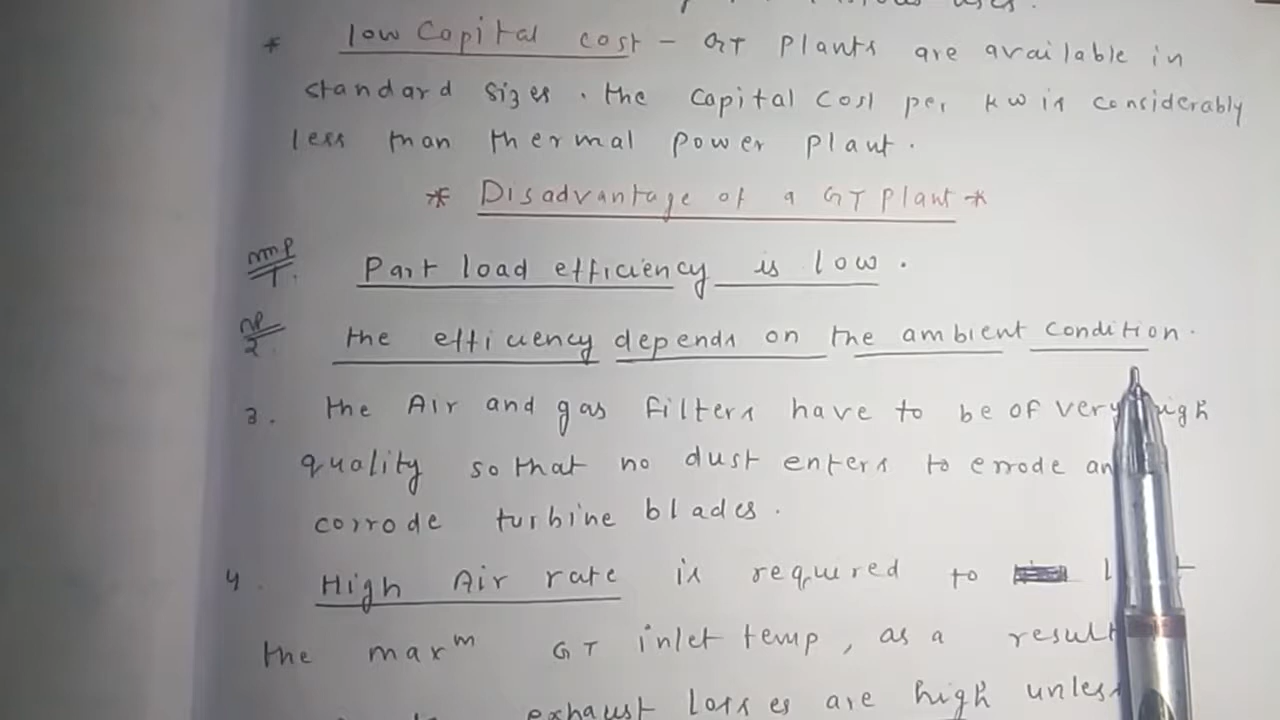 uses.
* low Capital cost - GT Plants are available in
standard sizes. the capital cost per kw is considerably
less than thermal power plant.
* Disadvantage of a GT Plant *
1. Part load efficiency is low.
2. the efficiency depends on the ambient condition.
3. the Air and gas filters have to be of very
quality so that no dust enters to errode
corrode turbine blades.
4. High Air rate is required to
the maxᵐ GT inlet temp, as a result
exhaust losses are high unless